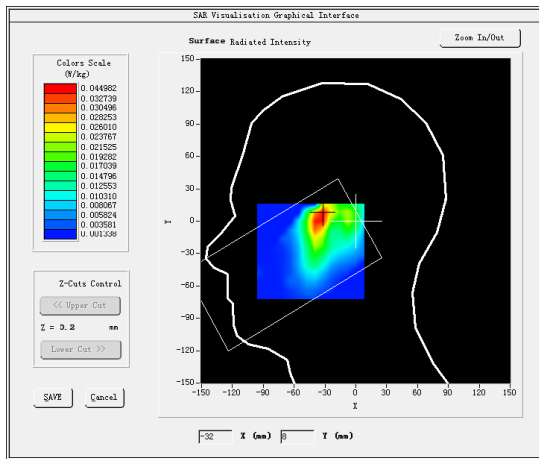 SAR Visualisation Graphical Interface
Surface Radiated Intensity
Zoom In/Out
Colors Scale
(W/kg)
0.044982
0.032739
0.030496
0.028253
0.026010
0.023767
0.021525
0.019282
0.017039
0.014796
0.012553
0.010310
0.008067
0.005824
0.003581
0.001338
150
120
90
60
30
0
-30
-60
-90
-120
-150
Y
-150 -120 -90 -60 -30 0 30 60 90 120 150
X
Z-Cuts Control
<< Upper Cut
Z = 0.2 mm
Lower Cut >>
SAVE Cancel
-32 X (mm) 8 Y (mm)